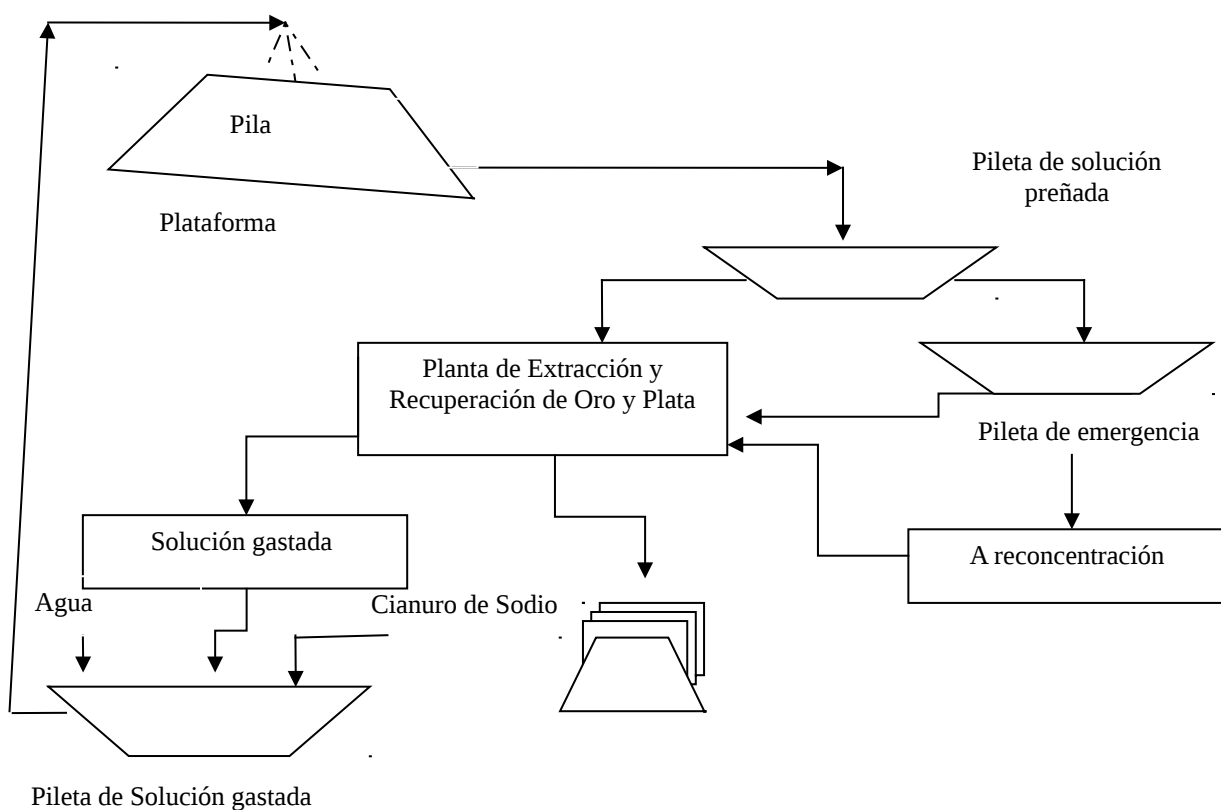 Pila
Plataforma
Pileta de solución
preñada
Planta de Extracción y
Recuperación de Oro y Plata
Pileta de emergencia
Solución gastada
A reconcentración
Agua
Cianuro de Sodio
Pileta de Solución gastada